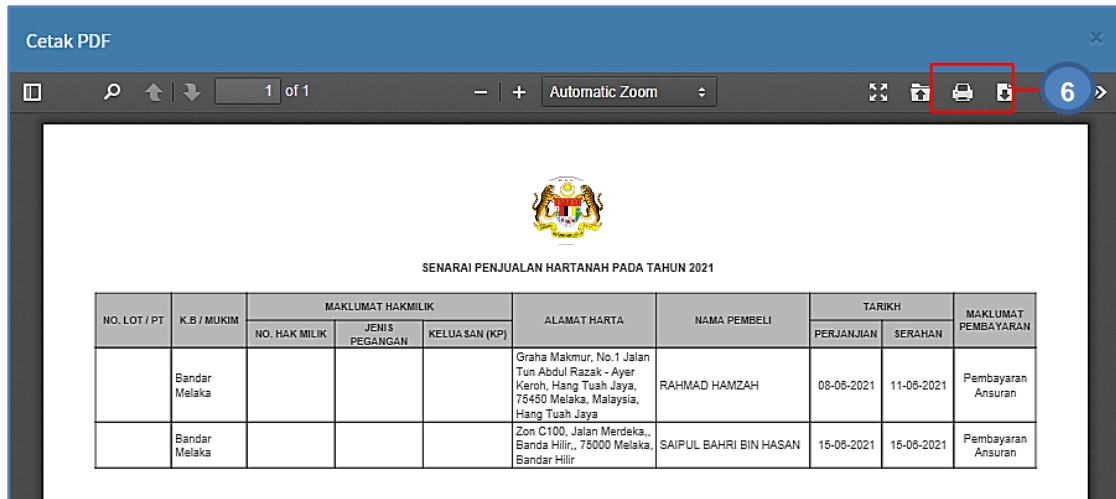 Cetak PDF
×
1 of 1
Automatic Zoom
6
SENARAI PENJUALAN HARTANAH PADA TAHUN 2021
NO. LOT / PT
K.B / MUKIM
MAKLUMAT HAKMILIK
NO. HAK MILIK
JENIS
PEGANGAN
KELUASAN (KP)
ALAMAT HARTA
NAMA PEMBELI
TARIKH
PERJANJIAN
SERAHAN
MAKLUMAT
PEMBAYARAN
Bandar
Melaka
Graha Makmur, No.1 Jalan
Tun Abdul Razak - Ayer
Keroh, Hang Tuah Jaya,
75450 Melaka, Malaysia,
Hang Tuah Jaya
RAHMAD HAMZAH
08-06-2021
11-06-2021
Pembayaran
Ansuran
Bandar
Melaka
Zon C100, Jalan Merdeka,,
Banda Hilir,, 75000 Melaka,
Bandar Hilir
SAIPUL BAHRI BIN HASAN
15-06-2021
15-06-2021
Pembayaran
Ansuran